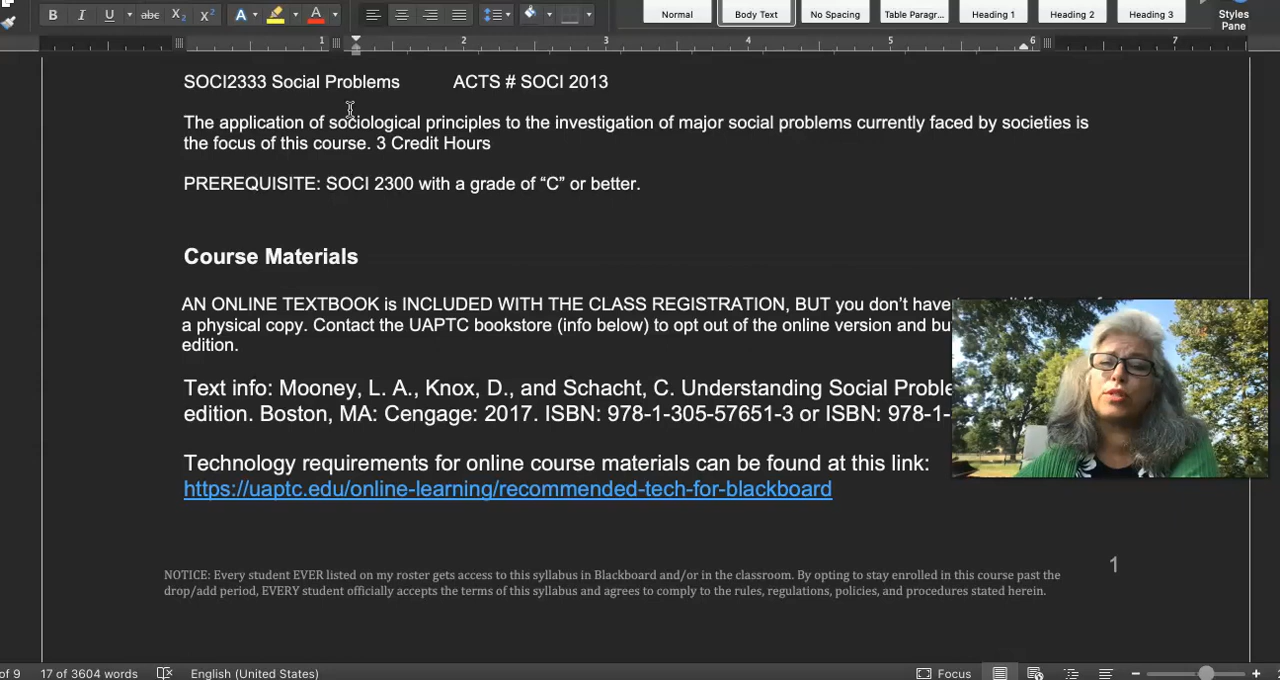 B I U abc X₂ X² A A
Normal Body Text No Spacing Table Paragr... Heading 1 Heading 2 Heading 3 Styles Pane
1 2 3 4 5 6 7
SOCI2333 Social Problems ACTS # SOCI 2013
The application of sociological principles to the investigation of major social problems currently faced by societies is
the focus of this course. 3 Credit Hours
PREREQUISITE: SOCI 2300 with a grade of “C” or better.
Course Materials
AN ONLINE TEXTBOOK is INCLUDED WITH THE CLASS REGISTRATION, BUT you don’t have
a physical copy. Contact the UAPTC bookstore (info below) to opt out of the online version and
edition.
Text info: Mooney, L. A., Knox, D., and Schacht, C. Understanding Social
edition. Boston, MA: Cengage: 2017. ISBN: 978-1-305-57651-3 or ISBN: 978-1-
Technology requirements for online course materials can be found at this link:
https://uaptc.edu/online-learning/recommended-tech-for-blackboard
1
NOTICE: Every student EVER listed on my roster gets access to this syllabus in Blackboard and/or in the classroom. By opting to stay enrolled in this course past the
drop/add period, EVERY student officially accepts the terms of this syllabus and agrees to comply to the rules, regulations, policies, and procedures stated herein.
of 9 17 of 3604 words English (United States) Focus